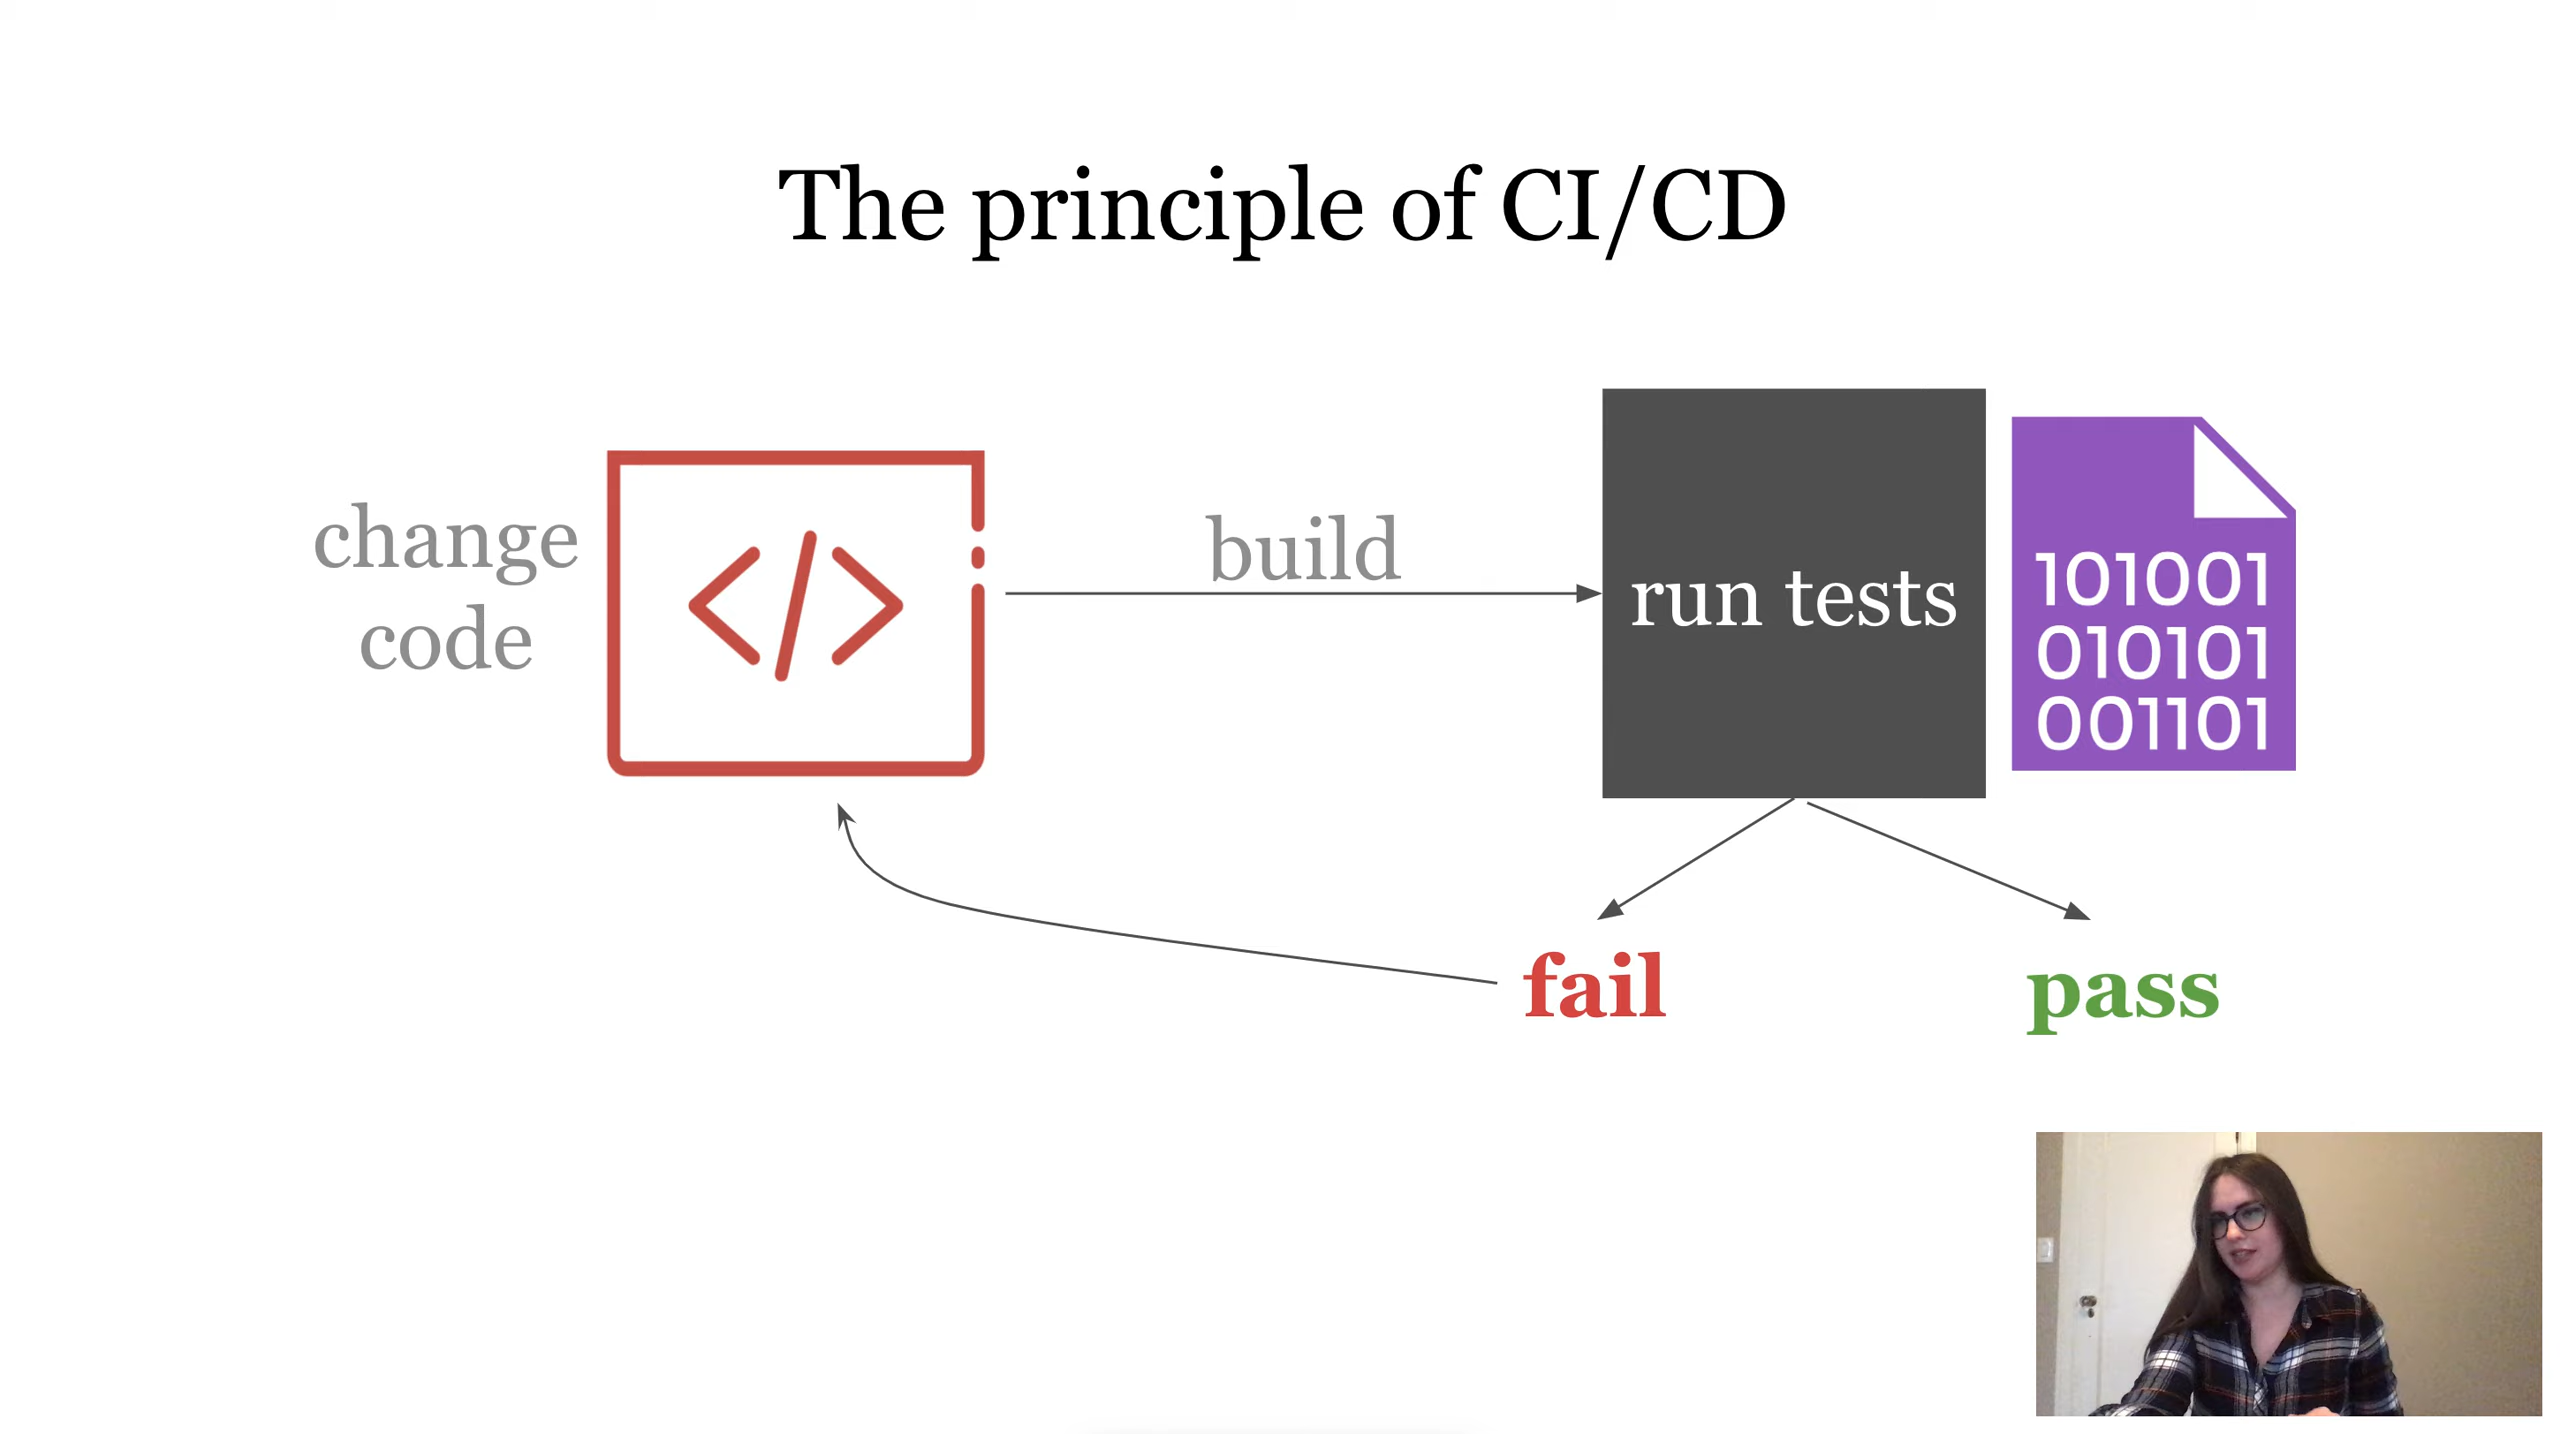 The principle of CI/CD
change
code
</>
build
run tests
101001
010101
001101
fail
pass